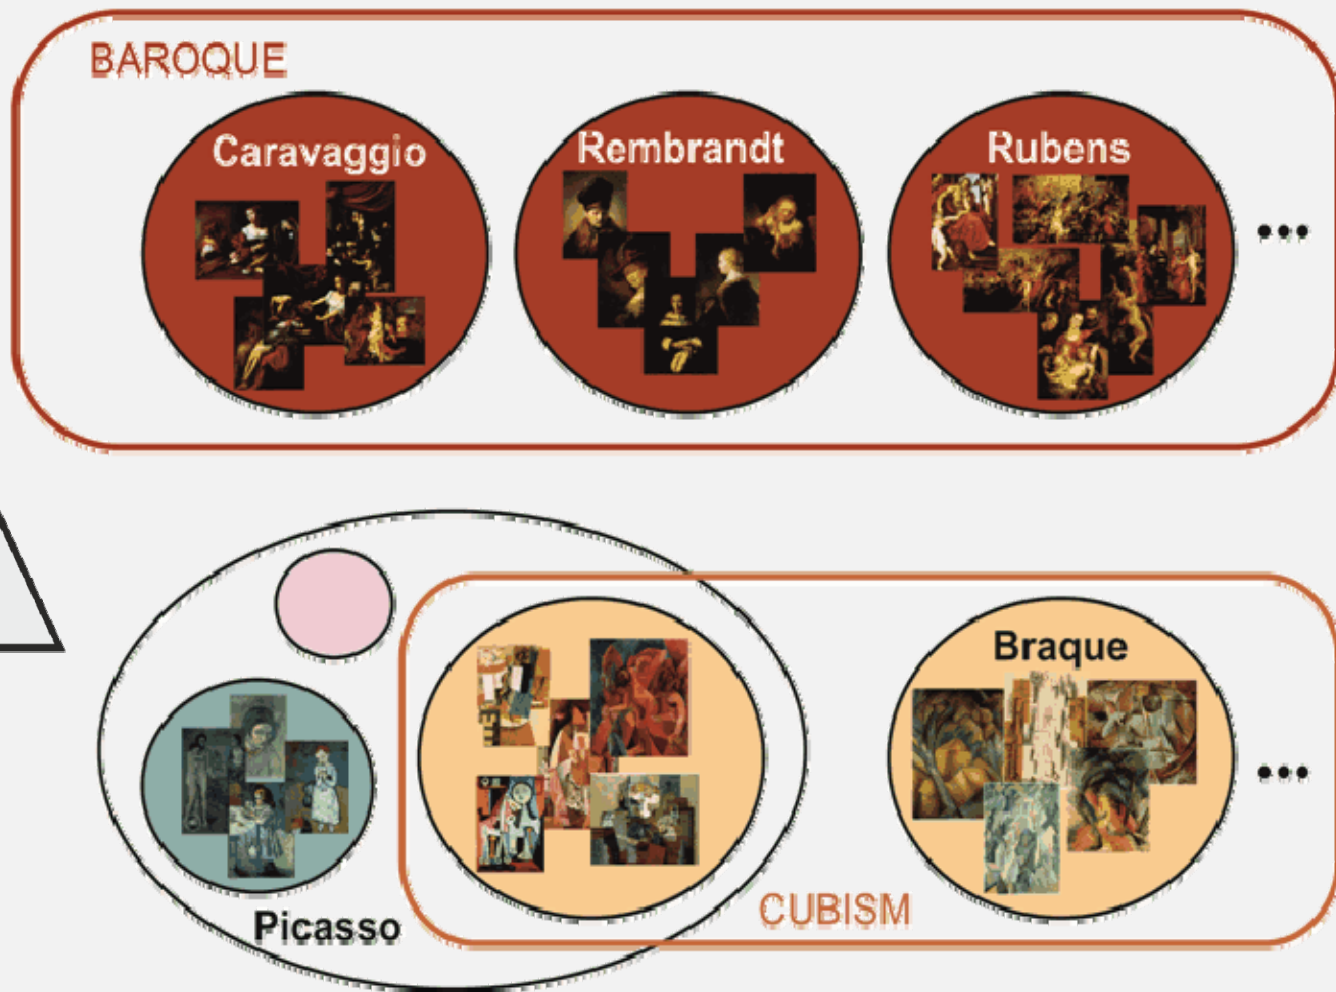 BAROQUE
Caravaggio
Rembrandt
Rubens
...
Braque
...
CUBISM
Picasso